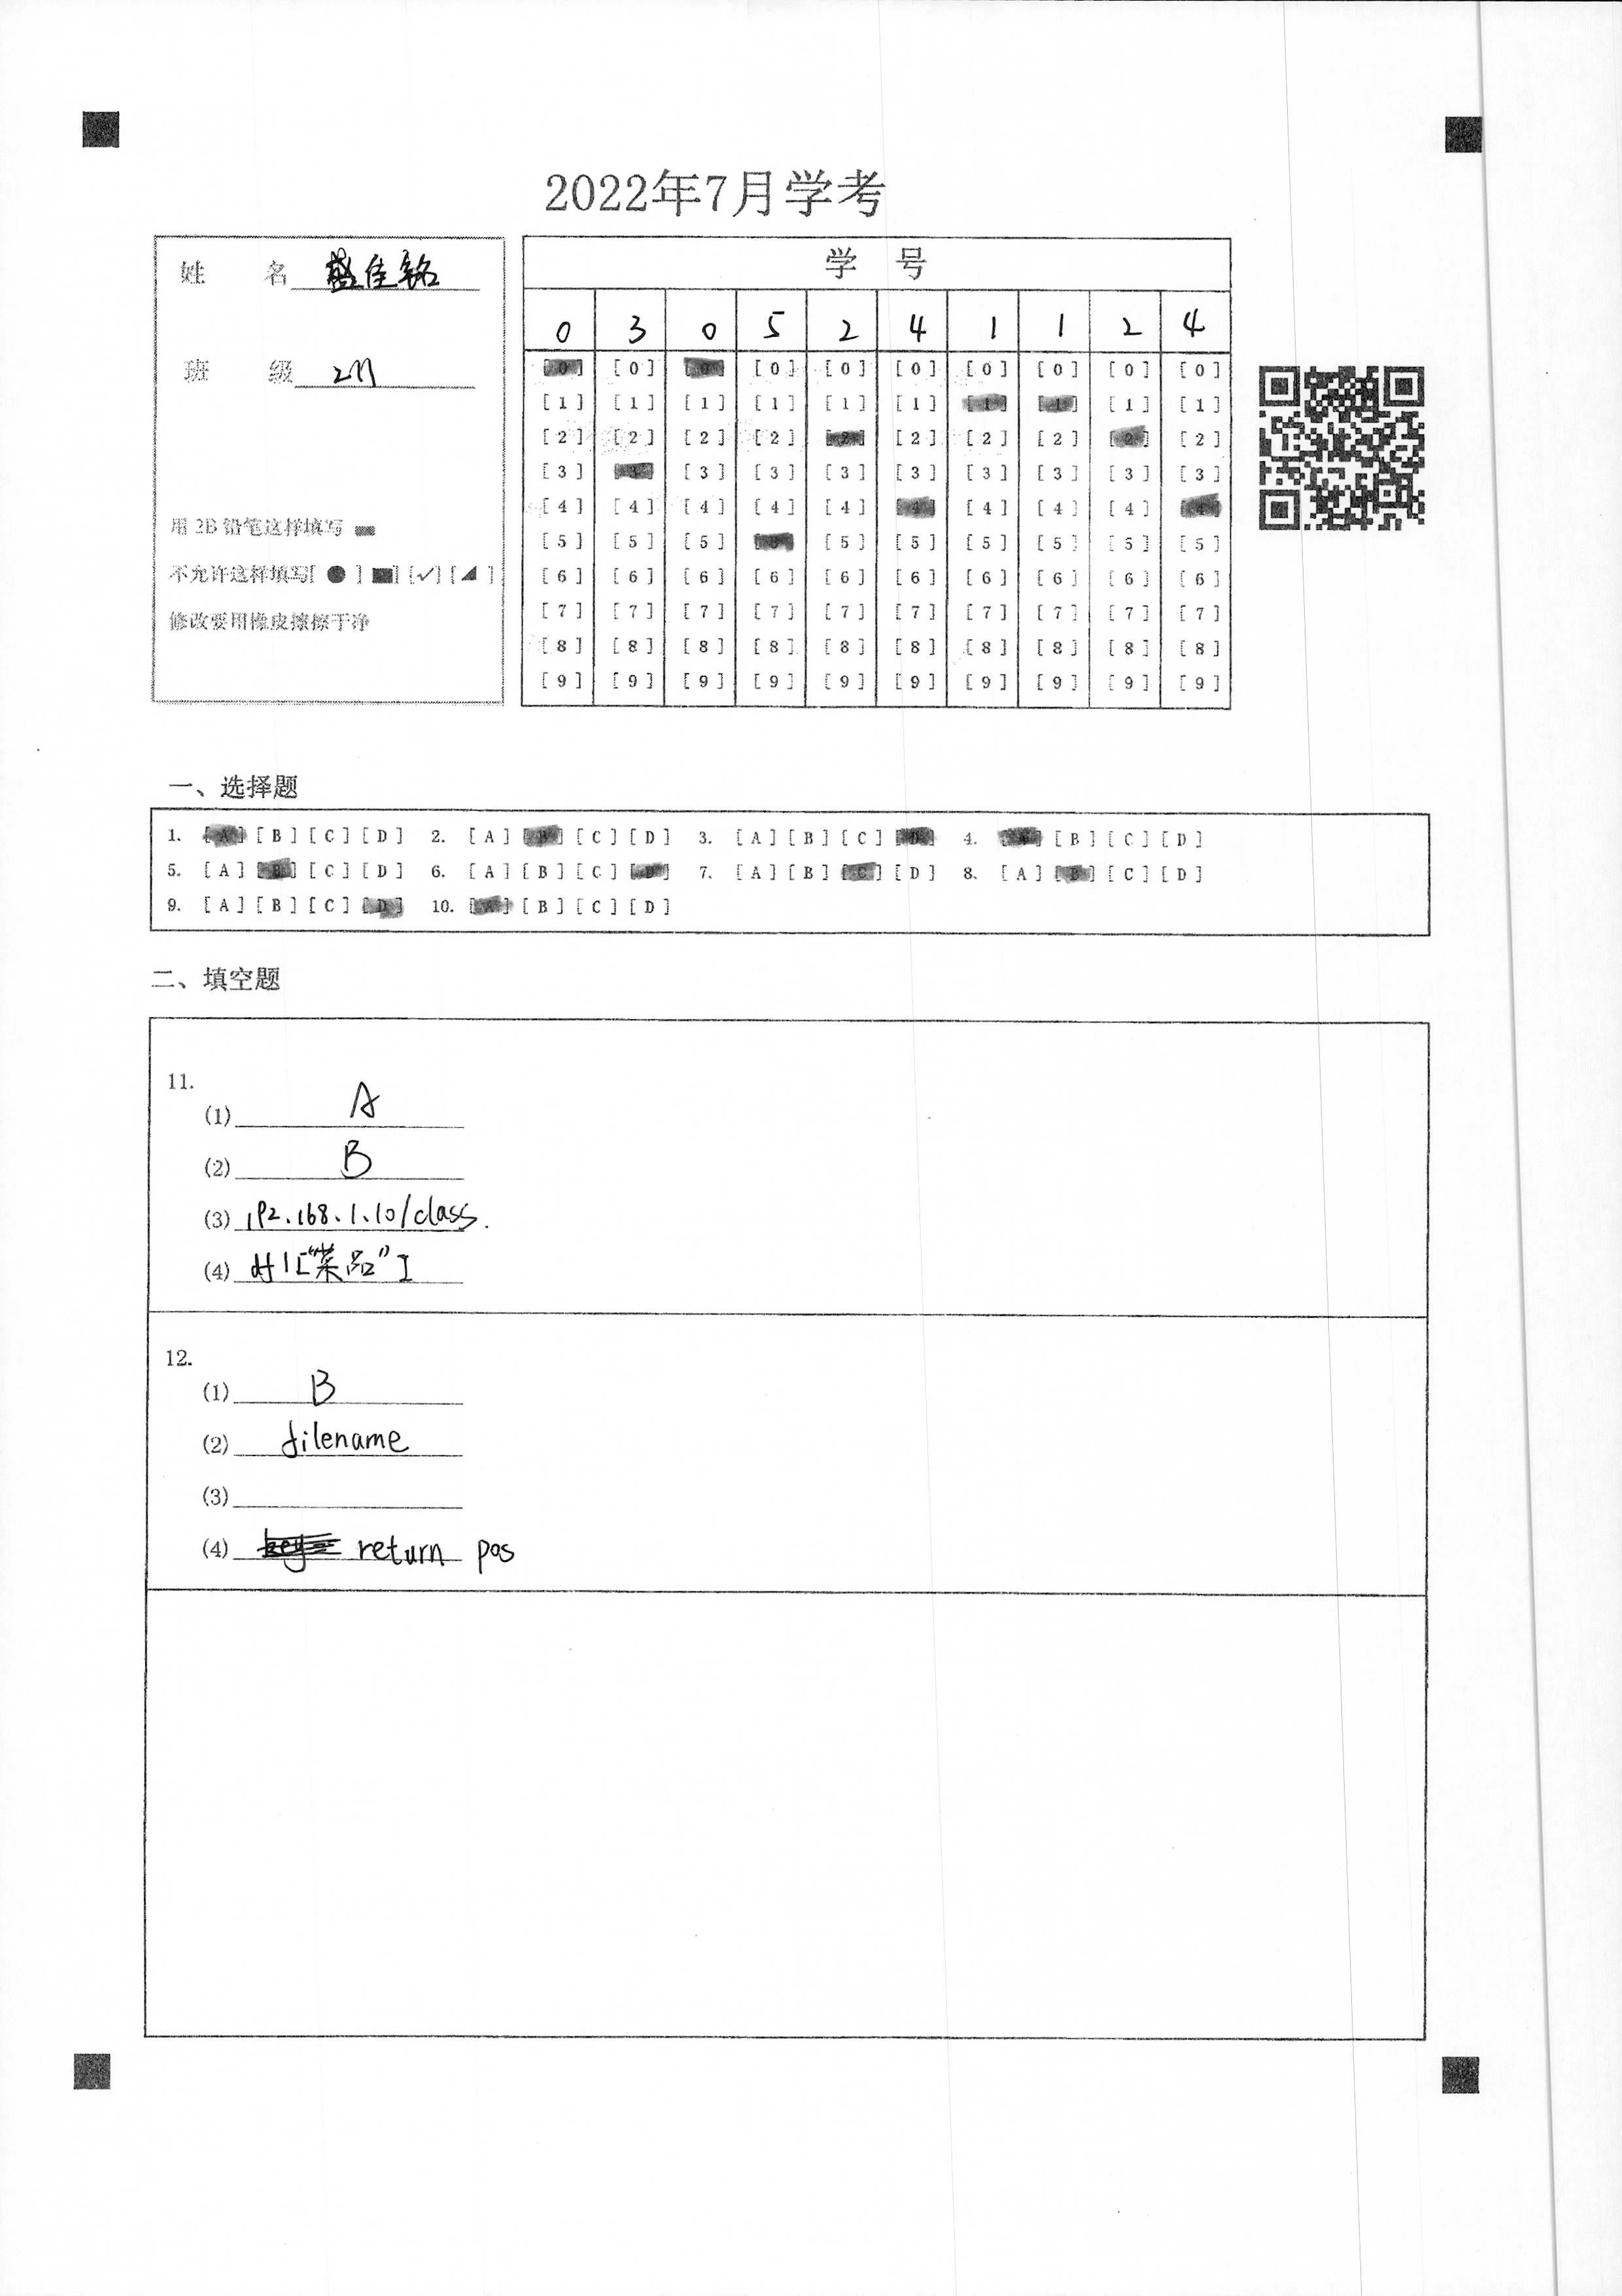 2022年7月学考
姓 名 盛佳铭
班 级 211
用2B铅笔这样填写
不允许这样填写[ ● ] [■] [✓] [◢ ]
修改要用橡皮擦擦干净
学 号
0 3 0 5 2 4 1 1 2 4
[0] [0] [0] [0] [0] [0] [0] [0] [0] [0]
[1] [1] [1] [1] [1] [1] [1] [1] [1] [1]
[2] [2] [2] [2] [2] [2] [2] [2] [2] [2]
[3] [3] [3] [3] [3] [3] [3] [3] [3] [3]
[4] [4] [4] [4] [4] [4] [4] [4] [4] [4]
[5] [5] [5] [5] [5] [5] [5] [5] [5] [5]
[6] [6] [6] [6] [6] [6] [6] [6] [6] [6]
[7] [7] [7] [7] [7] [7] [7] [7] [7] [7]
[8] [8] [8] [8] [8] [8] [8] [8] [8] [8]
[9] [9] [9] [9] [9] [9] [9] [9] [9] [9]
一、选择题
1. [A] [B] [C] [D] 2. [A] [B] [C] [D] 3. [A] [B] [C] [D] 4. [A] [B] [C] [D]
5. [A] [B] [C] [D] 6. [A] [B] [C] [D] 7. [A] [B] [C] [D] 8. [A] [B] [C] [D]
9. [A] [B] [C] [D] 10. [A] [B] [C] [D]
二、填空题
11.
(1) A
(2) B
(3) 192.168.1.10/class.
(4) df1["菜品"]
12.
(1) B
(2) filename
(3)
(4) return pos